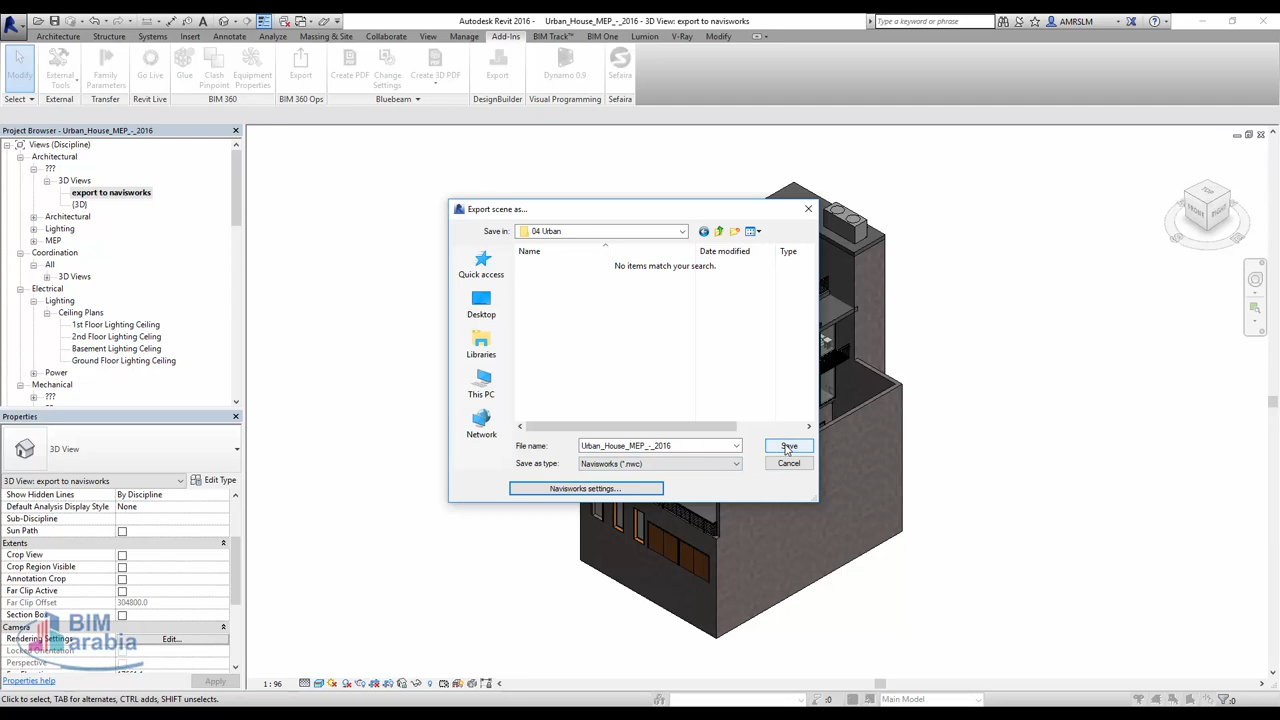 Autodesk Revit 2016 - Urban_House_MEP_-_2016 - 3D View: export to navisworks
Type a keyword or phrase
AMRSLM
Architecture Structure Systems Insert Annotate Analyze Massing & Site Collaborate View Manage Add-Ins BIM Track™ BIM One Lumion V-Ray Modify
Modify
External Tools
Family Parameters
Go Live
Glue
Clash Pinpoint
Equipment Properties
Export
Create PDF
Change Settings
Create 3D PDF
Export
Dynamo 0.9
Sefaira
Select External Transfer Revit Live BIM 360 BIM 360 Ops Bluebeam DesignBuilder Visual Programming Sefaira
Project Browser - Urban_House_MEP_-_2016
Views (Discipline)
Architectural
???
3D Views
export to navisworks
{3D}
Architectural
Lighting
MEP
Coordination
All
3D Views
Electrical
Lighting
Ceiling Plans
1st Floor Lighting Ceiling
2nd Floor Lighting Celing
Basement Lighting Ceiling
Ground Floor Lighting Ceiling
Power
Mechanical
???
Properties
3D View
3D View: export to navisworks
Edit Type
Show Hidden Lines By Discipline
Default Analysis Display Style None
Sub-Discipline
Sun Path
Extents
Crop View
Crop Region Visible
Annotation Crop
Far Clip Active
Far Clip Offset 304800.0
Section Box
Camera
Rendering Settings Edit...
Locked Orientation
Perspective
BIM
arabia
Properties help
Apply
Export scene as...
Save in: 04 Urban
Name Date modified Type
No items match your search.
Quick access
Desktop
Libraries
This PC
Network
File name: Urban_House_MEP_-_2016 Save
Save as type: Navisworks (*.nwc) Cancel
Navisworks settings...
TOP
FRONT
RIGHT
1 : 96
Click to select, TAB for alternates, CTRL adds, SHIFT unselects.
:0
Main Model
:0